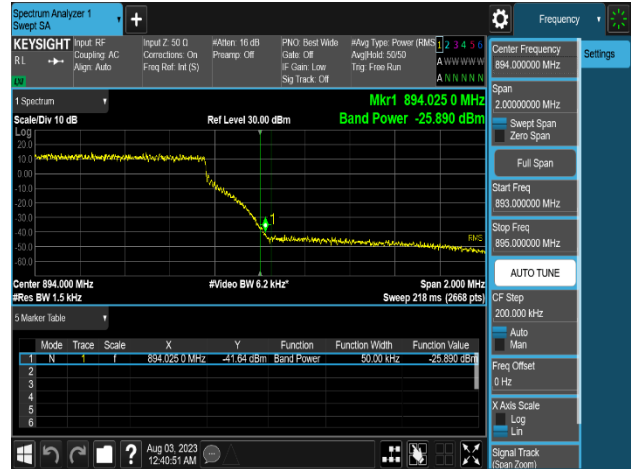 Spectrum Analyzer 1
Swept SA
+
Frequency
KEYSIGHT
RL
LXI
Input: RF
Coupling: AC
Align: Auto
Input Z: 50 Ω
Corrections: On
Freq Ref: Int (S)
#Atten: 16 dB
Preamp: Off
PNO: Best Wide
Gate: Off
IF Gain: Low
Sig Track: Off
#Avg Type: Power (RMS
Avg|Hold: 50/50
Trig: Free Run
1 2 3 4 5 6
A W W W W W
A N N N N N
1 Spectrum
Scale/Div 10 dB
Ref Level 30.00 dBm
Mkr1 894.025 0 MHz
Band Power -25.890 dBm
Log
20.0
10.0
0.00
-10.0
-20.0
-30.0
-40.0
-50.0
-60.0
1
RMS
Center 894.000 MHz
#Video BW 6.2 kHz*
Span 2.000 MHz
#Res BW 1.5 kHz
Sweep 218 ms (2668 pts)
5 Marker Table
Mode Trace Scale X Y Function Function Width Function Value
1 N 1 f 894.025 0 MHz -41.64 dBm Band Power 50.00 kHz -25.890 dBm
2
3
4
5
6
Aug 03, 2023
12:40:51 AM
Center Frequency
894.000000 MHz
Settings
Span
2.00000000 MHz
Swept Span
Zero Span
Full Span
Start Freq
893.000000 MHz
Stop Freq
895.000000 MHz
AUTO TUNE
CF Step
200.000 kHz
Auto
Man
Freq Offset
0 Hz
X Axis Scale
Log
Lin
Signal Track
(Span Zoom)